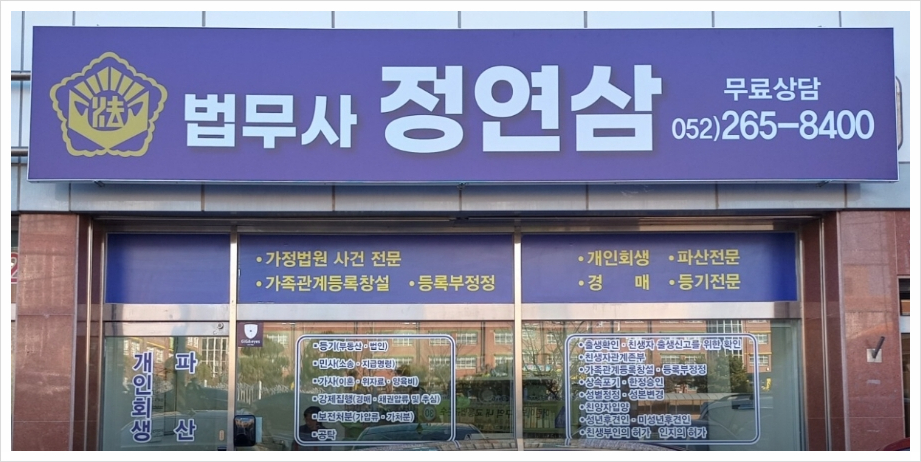 법무사 정연삼
무료상담
052)265-8400
法
•가정법원 사건 전문
•가족관계등록창설 •등록부정정
•개인회생 •파산전문
•경 매 •등기전문
파산
개인회생
•등기(부동산·법인)
•민사(소송·지급명령)
•가사(이혼·위자료·양육비)
•강제집행(경매·채권압류 및 추심)
•보전처분(가압류·가처분)
•공탁
•출생확인·친생자 출생신고를 위한 확인
•친생자관계존부
•가족관계등록창설·등록부정정
•상속포기·한정승인
•성별정정·성본변경
•친양자입양
•성년후견인·미성년후견인
•친생부인의 허가 인지의 허가